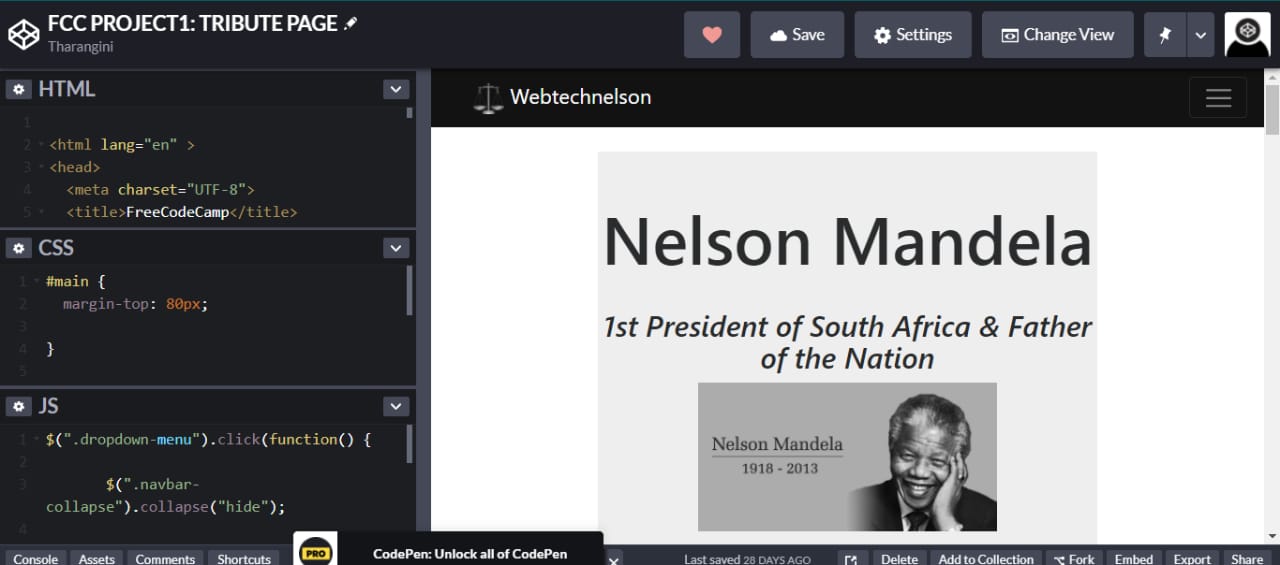 FCC PROJECT1: TRIBUTE PAGE
Tharangini
Save
Settings
Change View
HTML
1
2 <html lang="en" >
3 <head>
4 <meta charset="UTF-8">
5 <title>FreeCodeCamp</title>
CSS
1 #main {
2 margin-top: 80px;
3
4 }
5
JS
1 $(".dropdown-menu").click(function() {
2
3 $(".navbar-
collapse").collapse("hide");
4
Webtechnelson
Nelson Mandela
1st President of South Africa & Father
of the Nation
Nelson Mandela
1918 - 2013
Console
Assets
Comments
Shortcuts
PRO
CodePen: Unlock all of CodePen
Last saved 28 DAYS AGO
Delete
Add to Collection
Fork
Embed
Export
Share